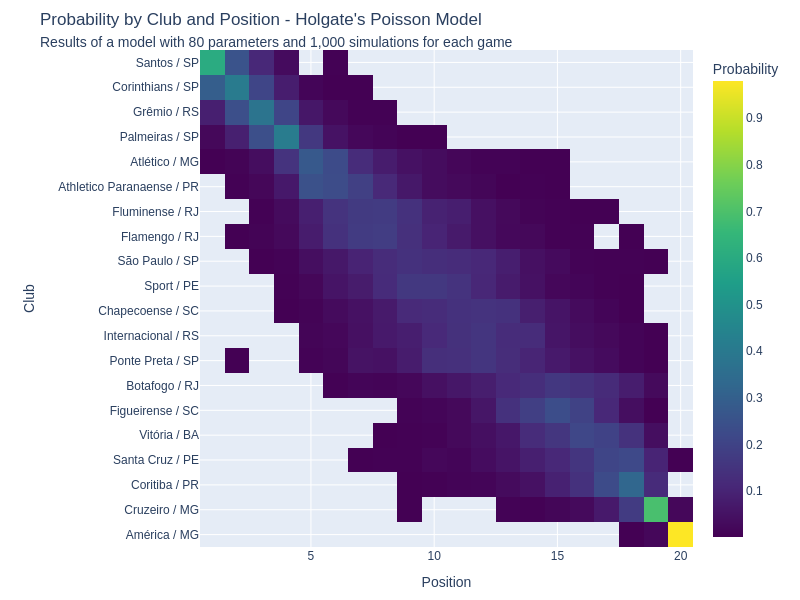 Probability by Club and Position - Holgate's Poisson Model
Results of a model with 80 parameters and 1,000 simulations for each game
Probability
Santos / SP
Corinthians / SP
Grêmio / RS
Palmeiras / SP
Atlético / MG
Athletico Paranaense / PR
Fluminense / RJ
Flamengo / RJ
São Paulo / SP
Sport / PE
Chapecoense / SC
Internacional / RS
Ponte Preta / SP
Botafogo / RJ
Figueirense / SC
Vitória / BA
Santa Cruz / PE
Coritiba / PR
Cruzeiro / MG
América / MG
Club
5
10
15
20
Position
0.9
0.8
0.7
0.6
0.5
0.4
0.3
0.2
0.1